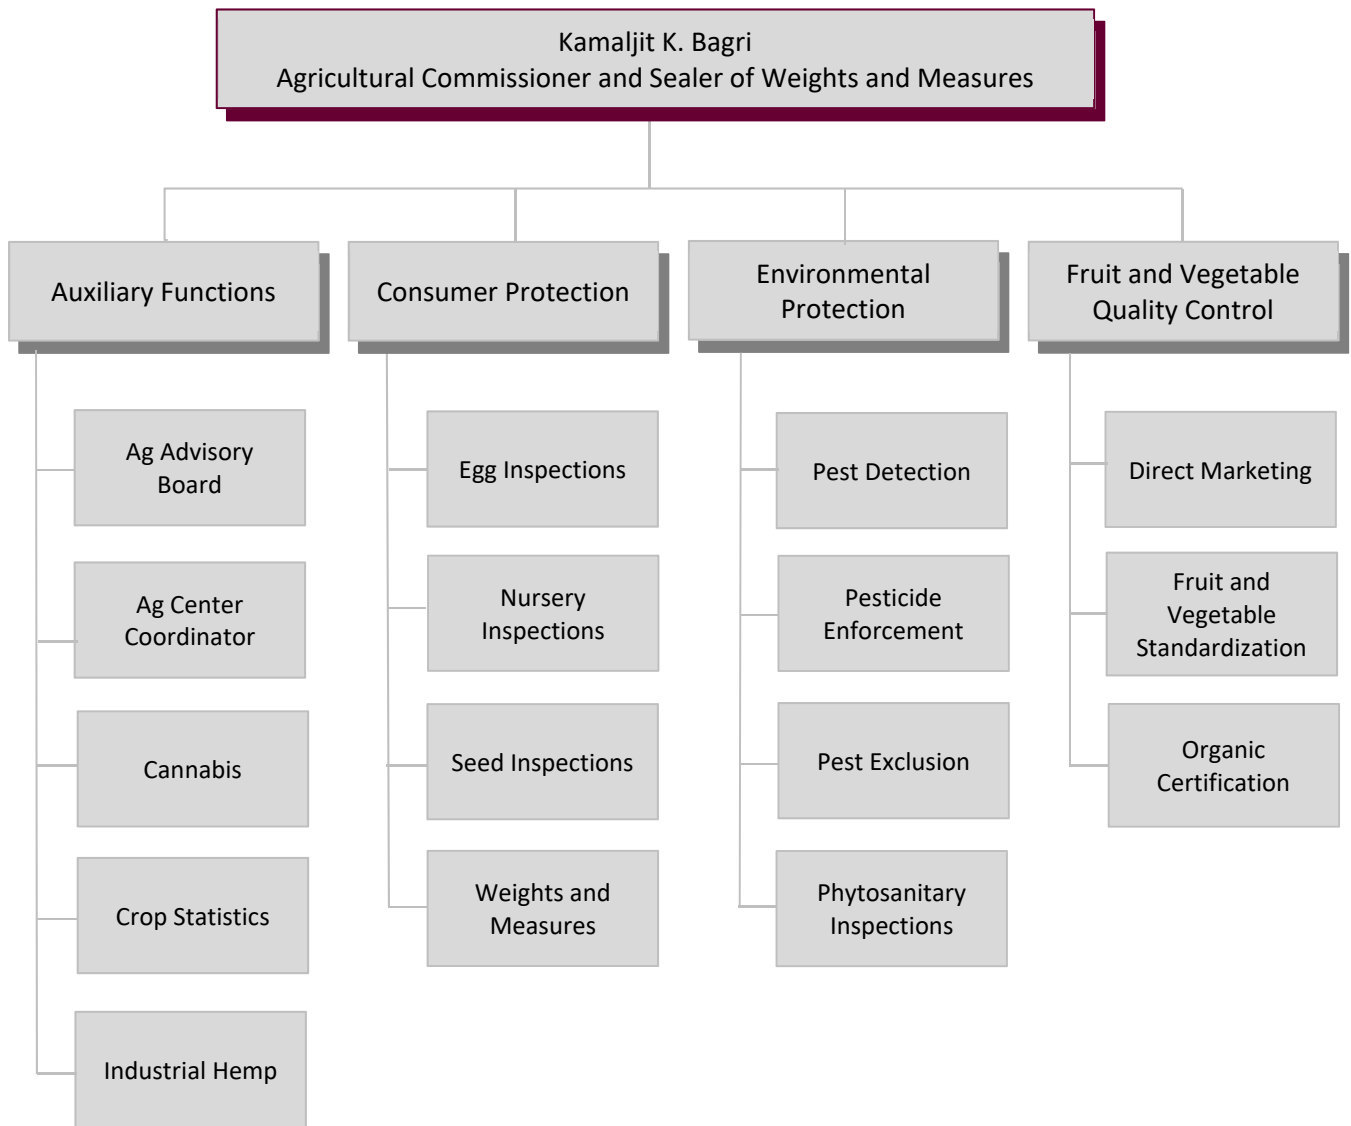 Kamaljit K. Bagri
Agricultural Commissioner and Sealer of Weights and Measures
Auxiliary Functions
Ag Advisory
Board
Ag Center
Coordinator
Cannabis
Crop Statistics
Industrial Hemp
Consumer Protection
Egg Inspections
Nursery
Inspections
Seed Inspections
Weights and
Measures
Environmental
Protection
Pest Detection
Pesticide
Enforcement
Pest Exclusion
Phytosanitary
Inspections
Fruit and Vegetable
Quality Control
Direct Marketing
Fruit and
Vegetable
Standardization
Organic
Certification